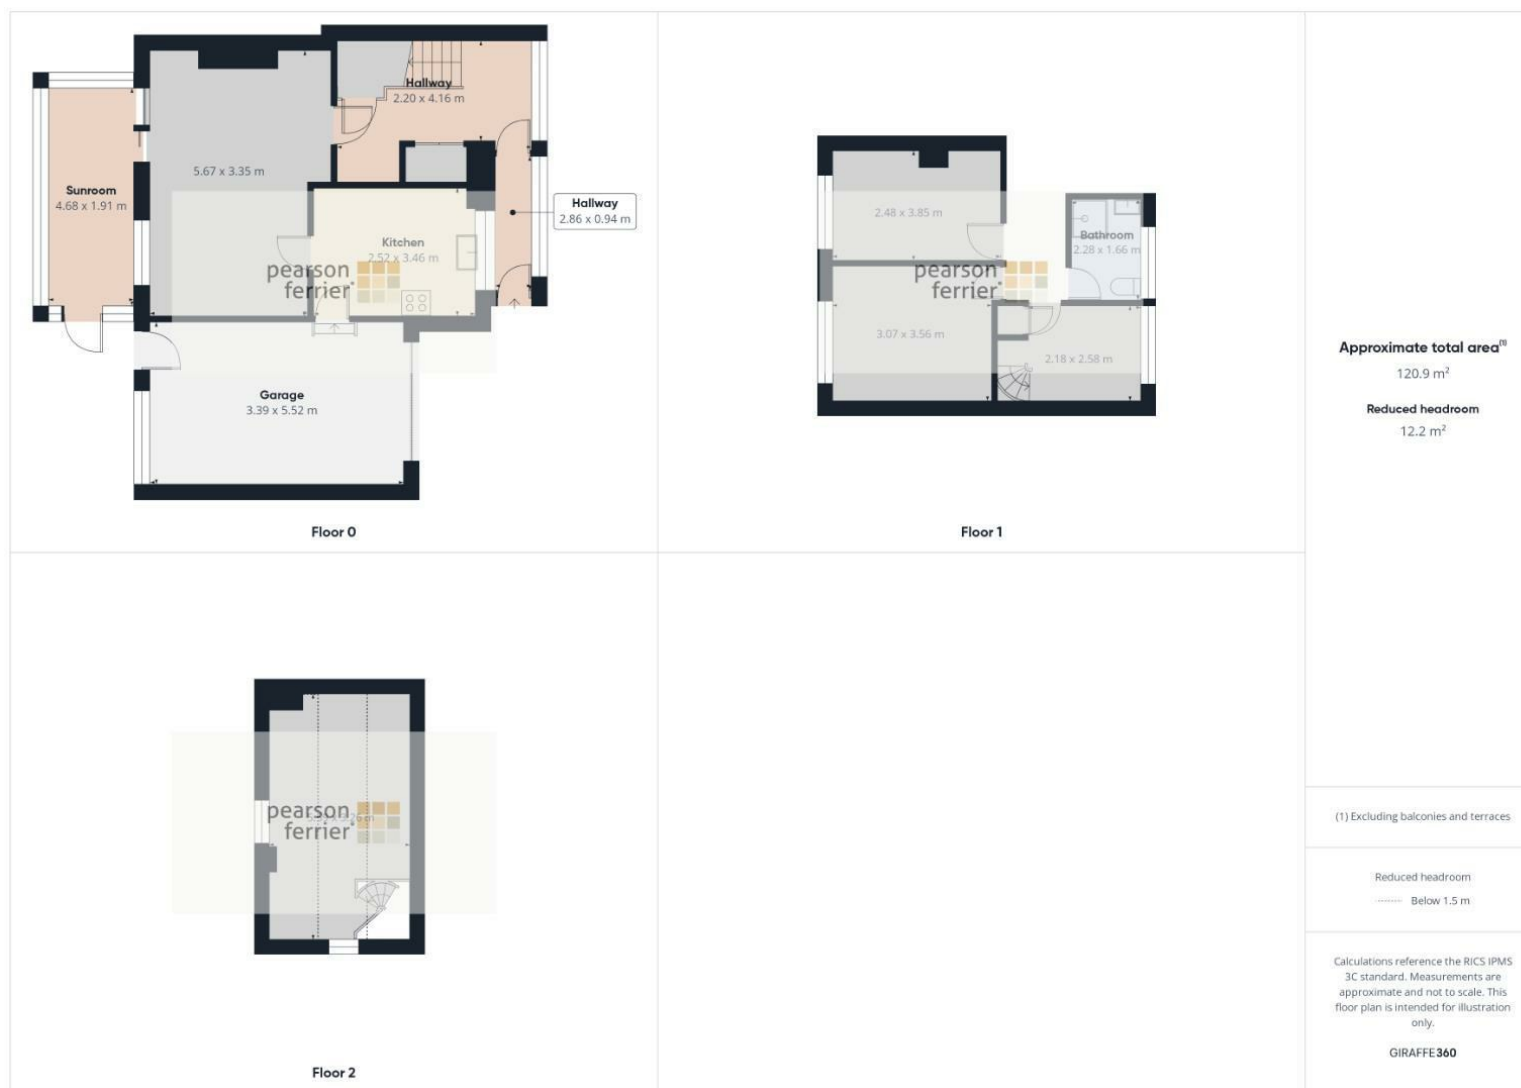 Hallway
2.20 x 4.16 m
5.67 x 3.35 m
Sunroom
4.68 x 1.91 m
Hallway
2.86 x 0.94 m
Kitchen
2.52 x 3.46 m
pearson
ferrier
Garage
3.39 x 5.52 m
Floor 0
2.48 x 3.85 m
Bathroom
2.28 x 1.66 m
pearson
ferrier
3.07 x 3.56 m
2.18 x 2.58 m
Floor 1
pearson
ferrier
Floor 2
Approximate total area(1)
120.9 m²
Reduced headroom
12.2 m²
(1) Excluding balconies and terraces
Reduced headroom
Below 1.5 m
Calculations reference the RICS IPMS
3C standard. Measurements are
approximate and not to scale. This
floor plan is intended for illustration
only.
GIRAFFE360